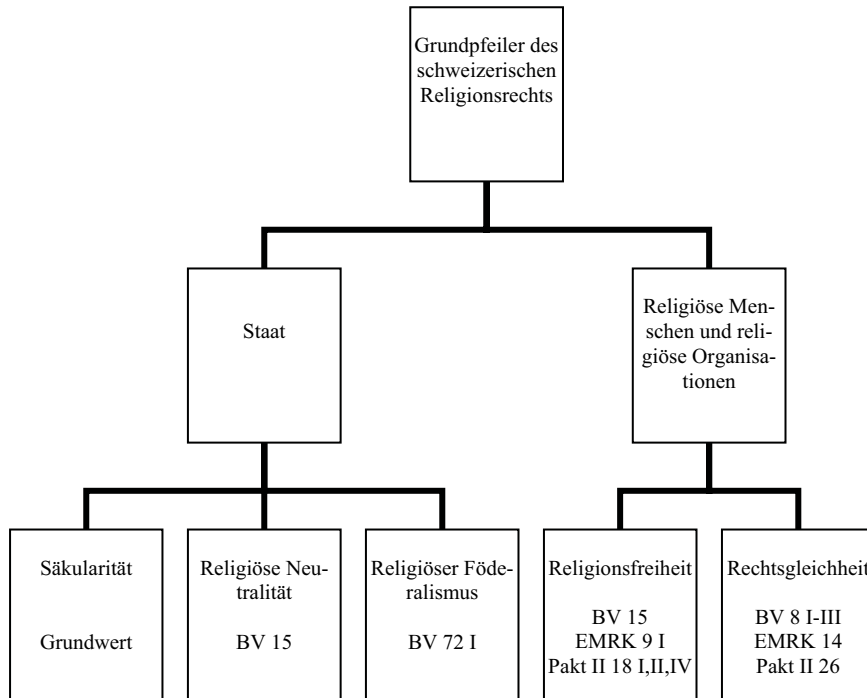 Grundpfeiler des
schweizerischen
Religionsrechts
Staat
Religiöse Men-
schen und reli-
giöse Organisa-
tionen
Säkularität
Grundwert
Religiöse Neu-
tralität
BV 15
Religiöser Föde-
ralismus
BV 72 I
Religionsfreiheit
BV 15
EMRK 9 I
Pakt II 18 I,II,IV
Rechtsgleichheit
BV 8 I-III
EMRK 14
Pakt II 26